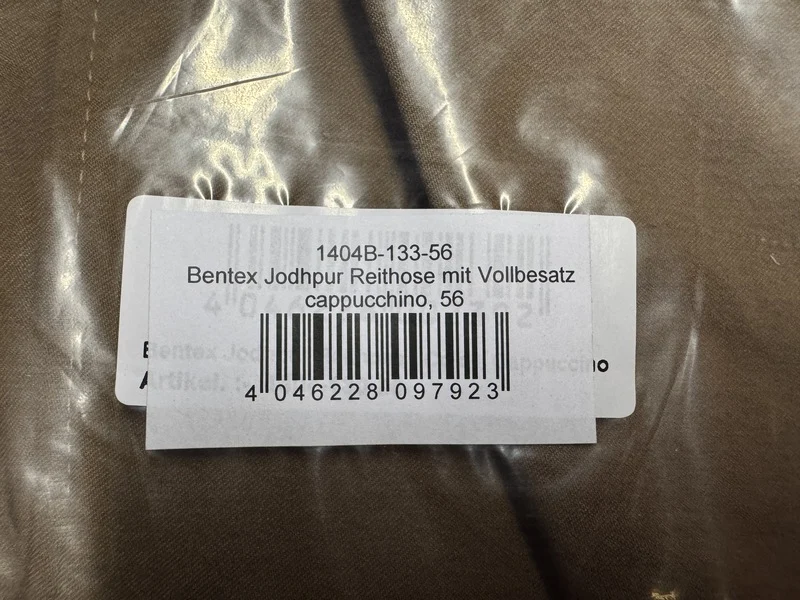 1404B-133-56
Bentex Jodhpur Reithose mit Vollbesatz
cappucchino, 56
4 046228 097923